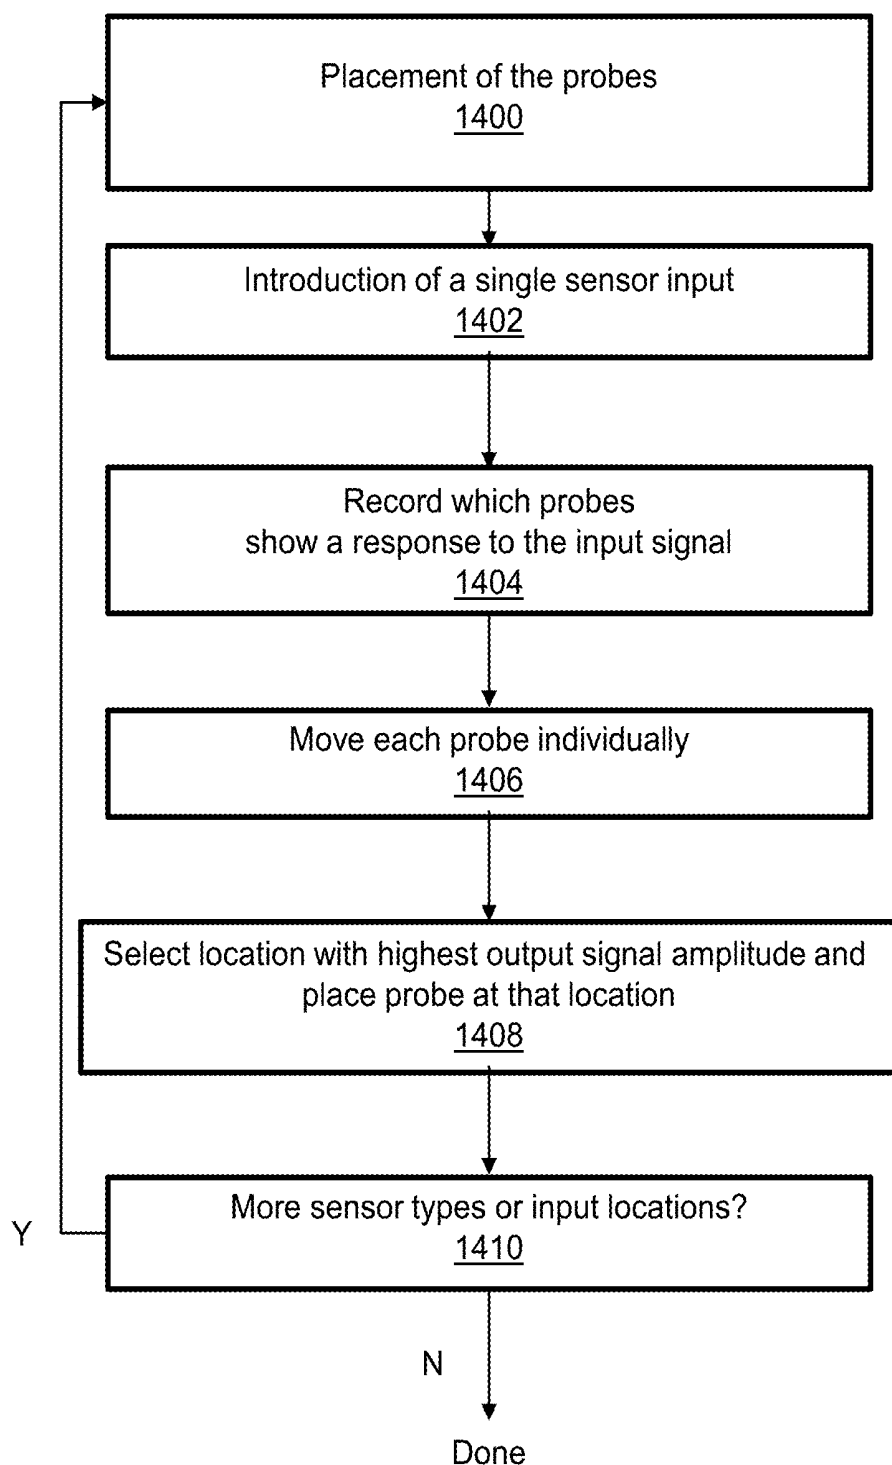 Placement of the probes
1400
Introduction of a single sensor input
1402
Record which probes
show a response to the input signal
1404
Move each probe individually
1406
Select location with highest output signal amplitude and
place probe at that location
1408
More sensor types or input locations?
1410
Y
N
Done